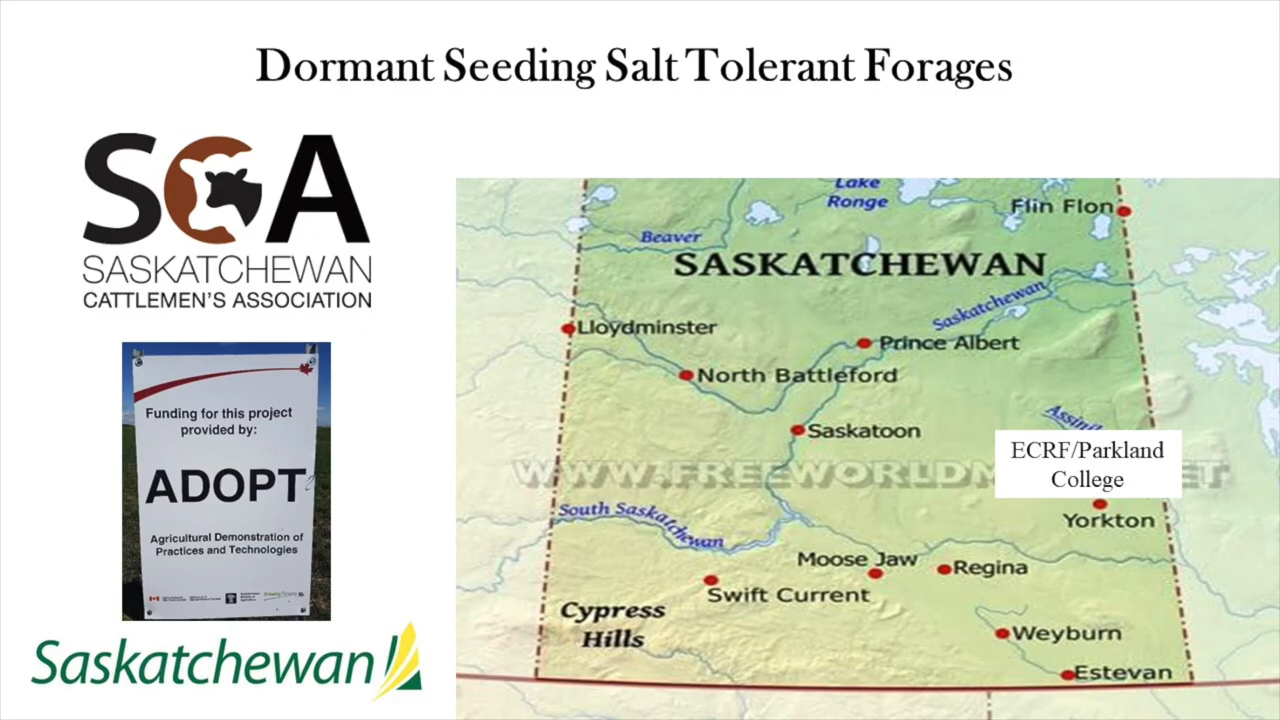 Dormant Seeding Salt Tolerant Forages
SCA
SASKATCHEWAN
CATTLEMEN'S ASSOCIATION
Funding for this project
provided by:
ADOPT
Agricultural Demonstration of
Practices and Technologies
Saskatchewan
Lake
Ronge
Flin Flon
Beaver
SASKATCHEWAN
Saskatchewan
Lloydminster
Prince Albert
North Battleford
Saskatoon
ECRF/Parkland
College
Yorkton
South Saskatchewan
Moose Jaw
Regina
Swift Current
Cypress
Hills
Weyburn
Estevan